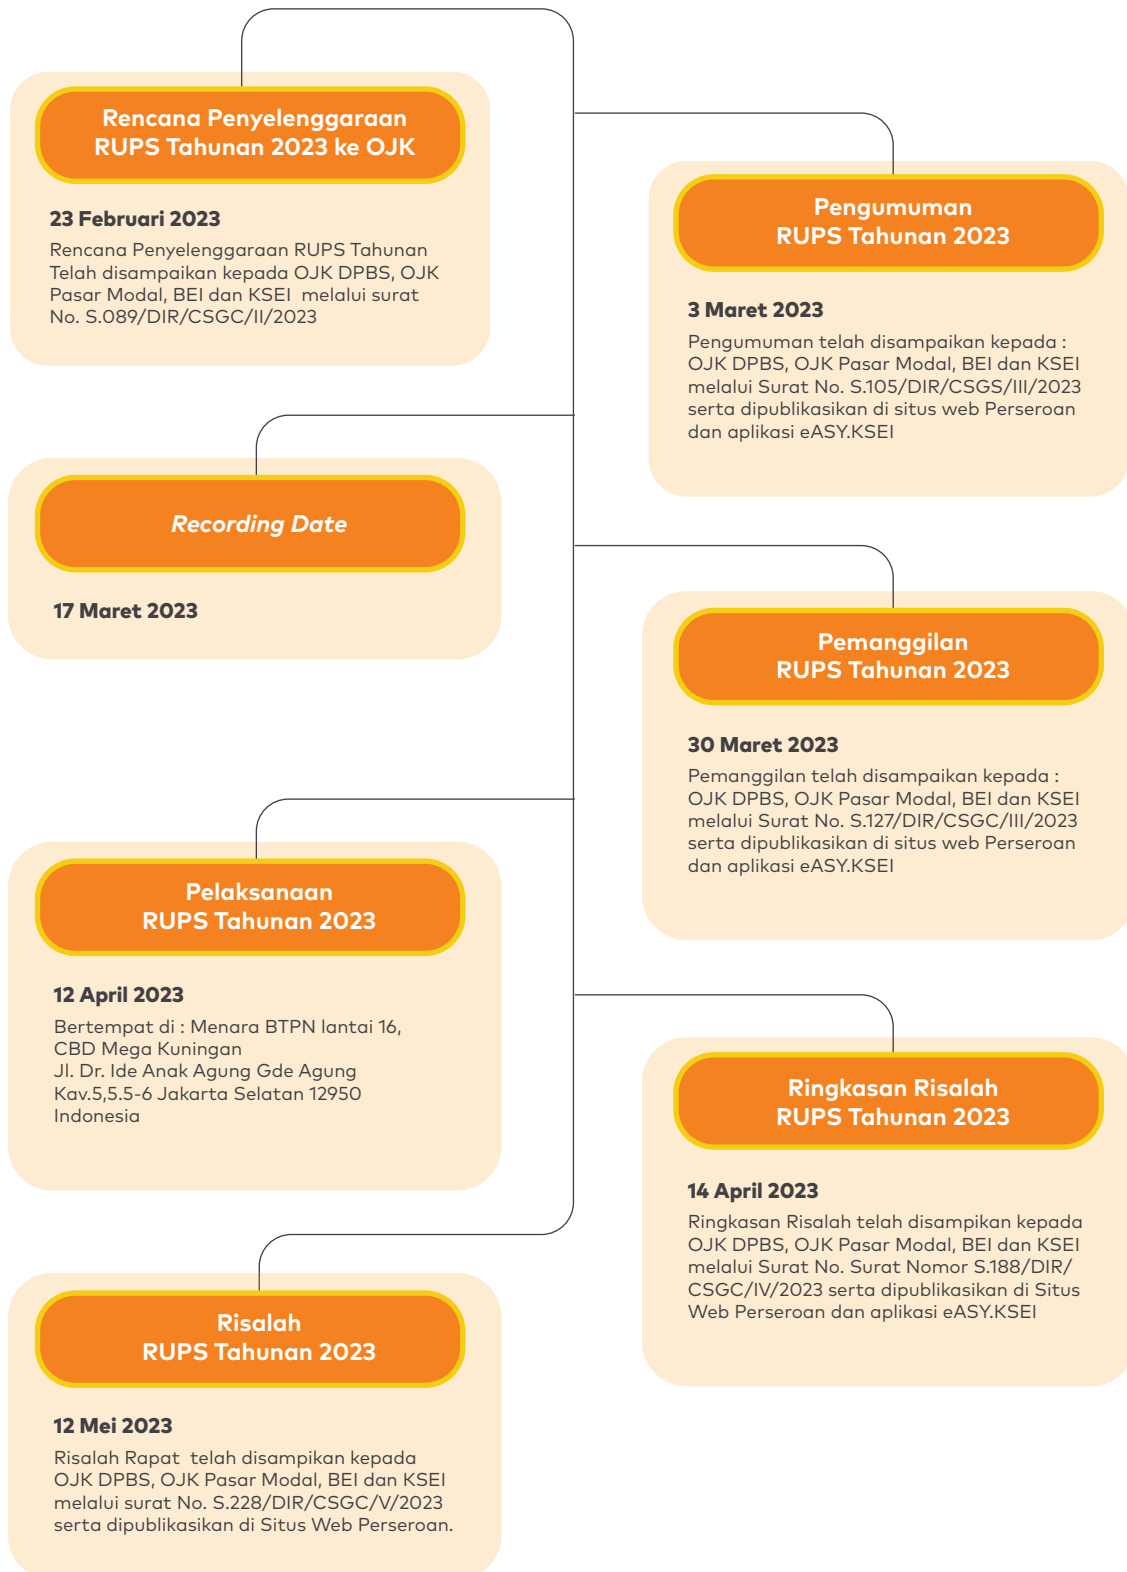 Rencana Penyelenggaraan
RUPS Tahunan 2023 ke OJK
23 Februari 2023
Rencana Penyelenggaraan RUPS Tahunan
Telah disampaikan kepada OJK DPBS, OJK
Pasar Modal, BEI dan KSEI melalui surat
No. S.089/DIR/CSGC/II/2023
Pengumuman
RUPS Tahunan 2023
3 Maret 2023
Pengumuman telah disampaikan kepada :
OJK DPBS, OJK Pasar Modal, BEI dan KSEI
melalui Surat No. S.105/DIR/CSGS/III/2023
serta dipublikasikan di situs web Perseroan
dan aplikasi eASY.KSEI
Recording Date
17 Maret 2023
Pemanggilan
RUPS Tahunan 2023
30 Maret 2023
Pemanggilan telah disampaikan kepada :
OJK DPBS, OJK Pasar Modal, BEI dan KSEI
melalui Surat No. S.127/DIR/CSGC/III/2023
serta dipublikasikan di situs web Perseroan
dan aplikasi eASY.KSEI
Pelaksanaan
RUPS Tahunan 2023
12 April 2023
Bertempat di : Menara BTPN lantai 16,
CBD Mega Kuningan
Jl. Dr. Ide Anak Agung Gde Agung
Kav.5,5.5-6 Jakarta Selatan 12950
Indonesia
Ringkasan Risalah
RUPS Tahunan 2023
14 April 2023
Ringkasan Risalah telah disampikan kepada
OJK DPBS, OJK Pasar Modal, BEI dan KSEI
melalui Surat No. Surat Nomor S.188/DIR/
CSGC/IV/2023 serta dipublikasikan di Situs
Web Perseroan dan aplikasi eASY.KSEI
Risalah
RUPS Tahunan 2023
12 Mei 2023
Risalah Rapat telah disampikan kepada
OJK DPBS, OJK Pasar Modal, BEI dan KSEI
melalui surat No. S.228/DIR/CSGC/V/2023
serta dipublikasikan di Situs Web Perseroan.